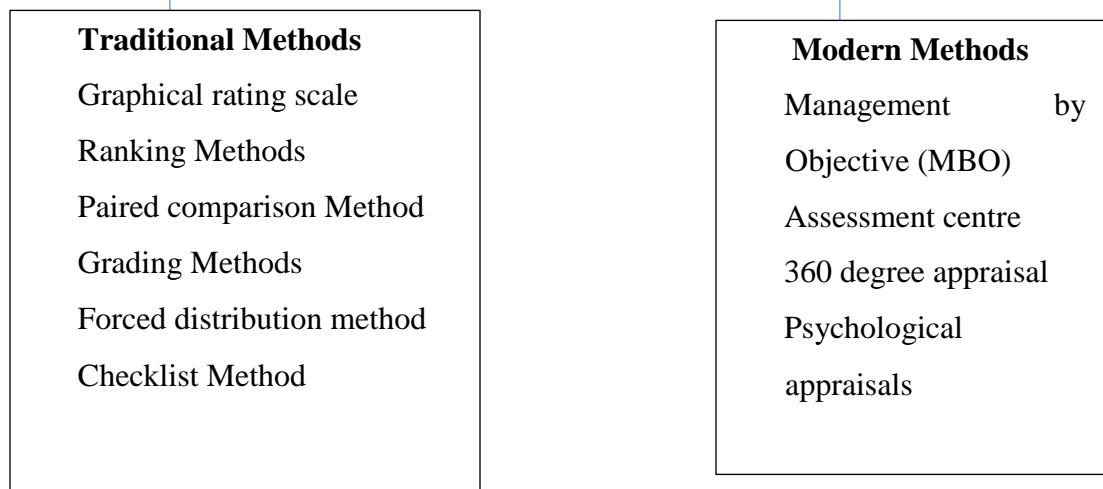 Traditional Methods
Graphical rating scale
Ranking Methods
Paired comparison Method
Grading Methods
Forced distribution method
Checklist Method
Modern Methods
Management by
Objective (MBO)
Assessment centre
360 degree appraisal
Psychological
appraisals